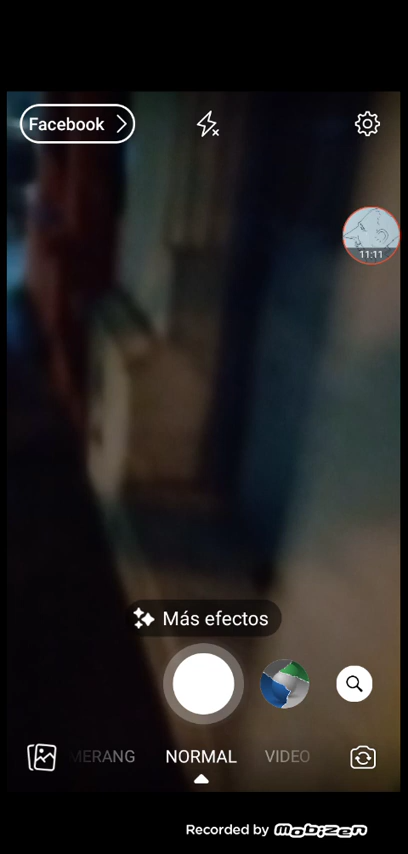 Facebook
11:11
Más efectos
MERANG
NORMAL
VIDEO
Recorded by Mobizen